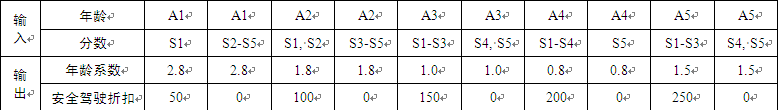 输入 年龄 A1 A1 A2 A2 A3 A3 A4 A4 A5 A5
分数 S1 S2-S5 S1, S2 S3-S5 S1-S3 S4, S5 S1-S4 S5 S1-S3 S4, S5
输出 年龄系数 2.8 2.8 1.8 1.8 1.0 1.0 0.8 0.8 1.5 1.5
安全驾驶折扣 50 0 100 0 150 0 200 0 250 0